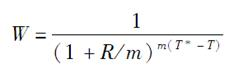 W = 1 / (1 + R/m)^{m(T* − T)}